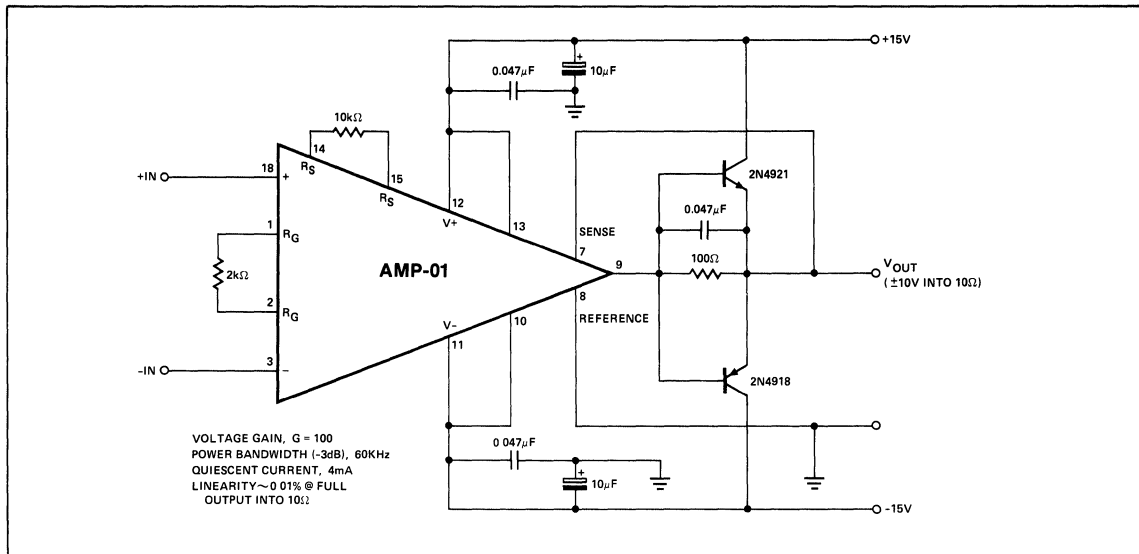 +15V
0.047μF
+
10μF
10kΩ
14
RS
15
RS
12
V+
13
18
+IN
+
2N4921
SENSE
7
0.047μF
1
RG
2kΩ
AMP-01
9
100Ω
VOUT
(±10V INTO 10Ω)
8
REFERENCE
2
RG
V-
11
10
3
-IN
−
2N4918
VOLTAGE GAIN, G = 100
POWER BANDWIDTH (-3dB), 60KHz
QUIESCENT CURRENT, 4mA
LINEARITY~0 01% @ FULL
OUTPUT INTO 10Ω
0 047μF
+
10μF
-15V